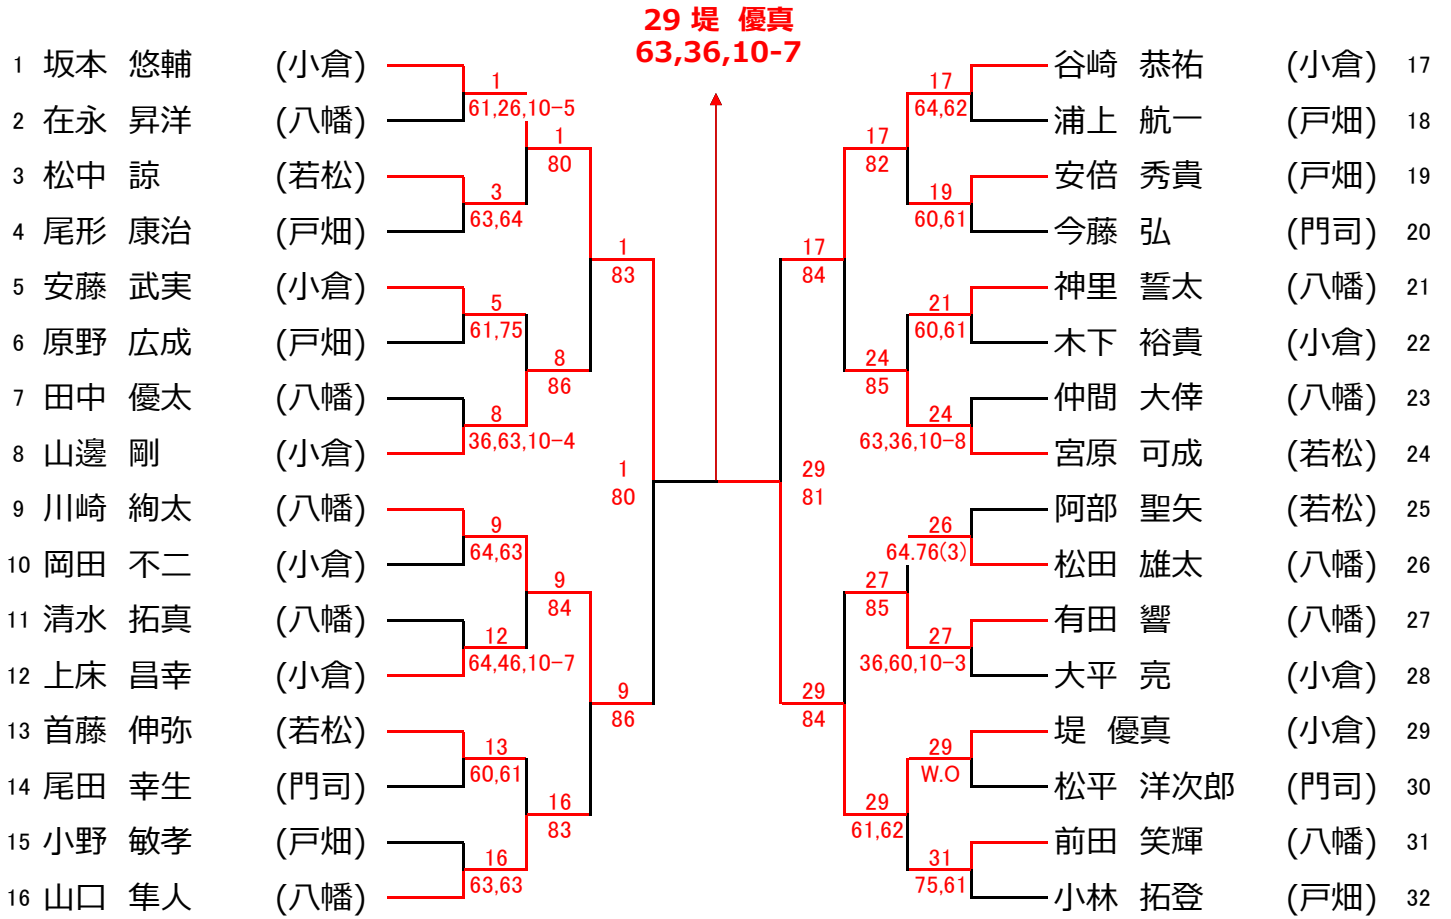 29 堤 優真
63,36,10-7
1 坂本 悠輔 (小倉)
2 在永 昇洋 (八幡)
3 松中 諒 (若松)
4 尾形 康治 (戸畑)
5 安藤 武実 (小倉)
6 原野 広成 (戸畑)
7 田中 優太 (八幡)
8 山邊 剛 (小倉)
9 川崎 絢太 (八幡)
10 岡田 不二 (小倉)
11 清水 拓真 (八幡)
12 上床 昌幸 (小倉)
13 首藤 伸弥 (若松)
14 尾田 幸生 (門司)
15 小野 敏孝 (戸畑)
16 山口 隼人 (八幡)
1
61,26,10-5
3
63,64
5
61,75
8
36,63,10-4
9
64,63
12
64,46,10-7
13
60,61
16
63,63
1
80
8
86
9
84
16
83
1
83
9
86
1
80
29
81
17
84
29
84
17
82
24
85
27
85
29
61,62
17
64,62
19
60,61
21
60,61
24
63,36,10-8
26
64.76(3)
27
36,60,10-3
29
W.O
31
75,61
谷崎 恭祐 (小倉) 17
浦上 航一 (戸畑) 18
安倍 秀貴 (戸畑) 19
今藤 弘 (門司) 20
神里 誓太 (八幡) 21
木下 裕貴 (小倉) 22
仲間 大倖 (八幡) 23
宮原 可成 (若松) 24
阿部 聖矢 (若松) 25
松田 雄太 (八幡) 26
有田 響 (八幡) 27
大平 亮 (小倉) 28
堤 優真 (小倉) 29
松平 洋次郎 (門司) 30
前田 笑輝 (八幡) 31
小林 拓登 (戸畑) 32